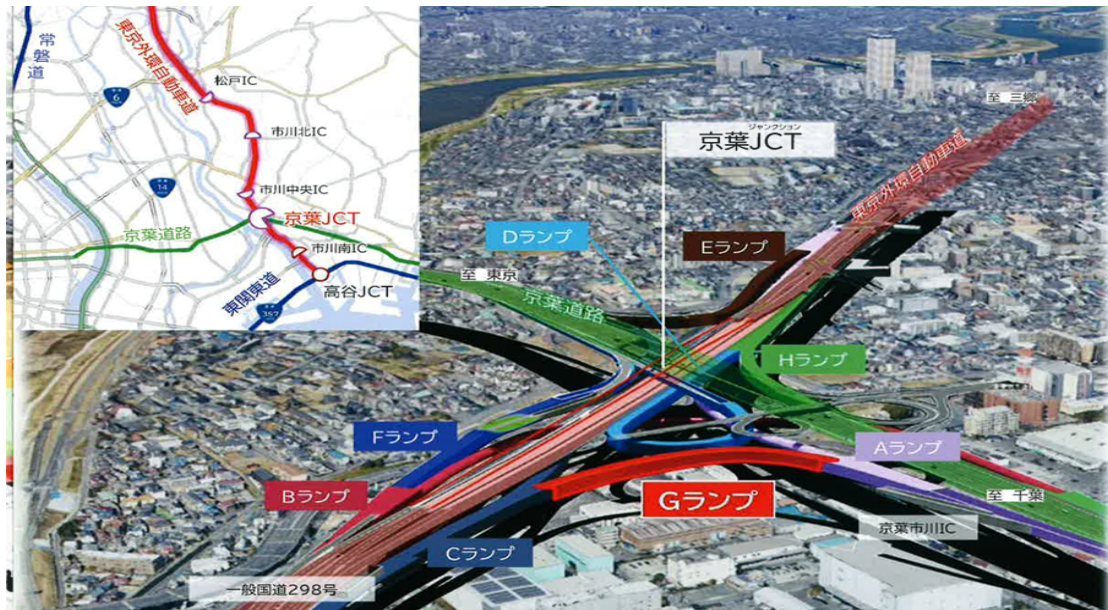 常磐道
東京外環自動車道
松戸IC
6
市川北IC
14
市川中央IC
京葉JCT
京葉道路
市川南IC
高谷JCT
東関東道
357
至 三郷
ジャンクション
京葉JCT
東京外環自動車道
Dランプ
Eランプ
至 東京
京葉道路
Hランプ
Fランプ
Aランプ
Bランプ
Gランプ
至 千葉
京葉市川IC
Cランプ
一般国道298号